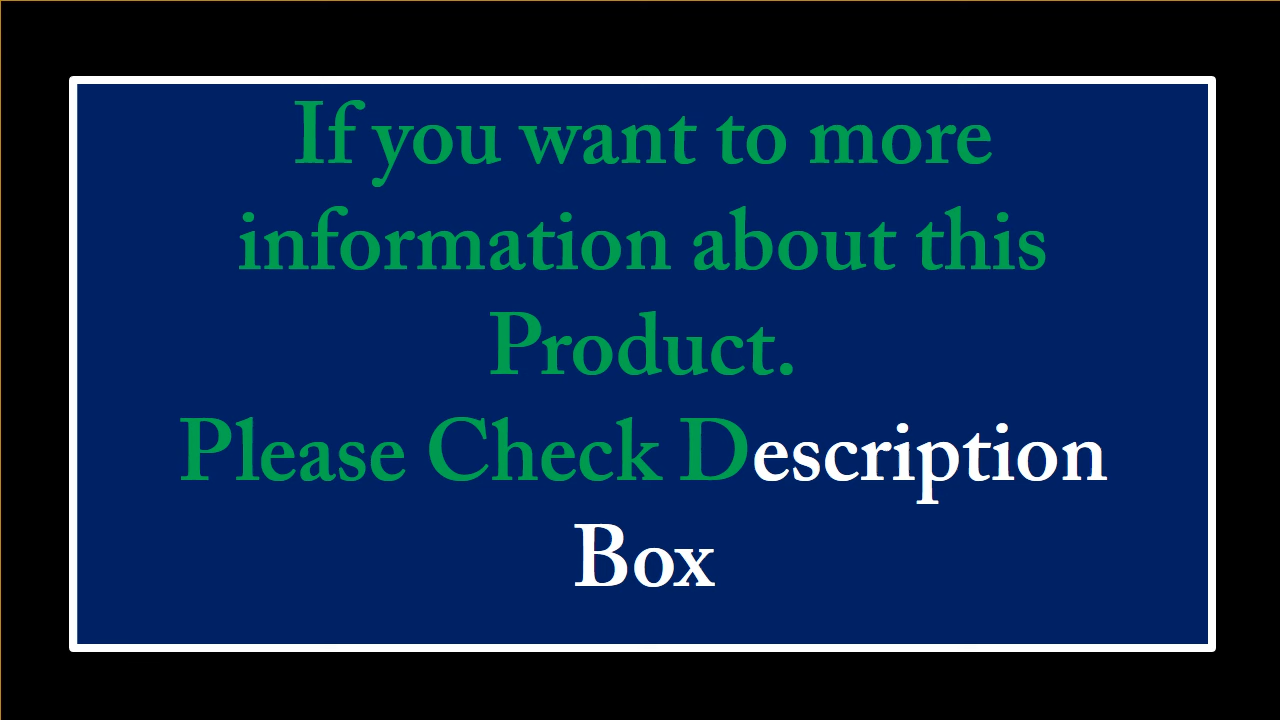 If you want to more
information about this
Product.
Please Check Description
Box